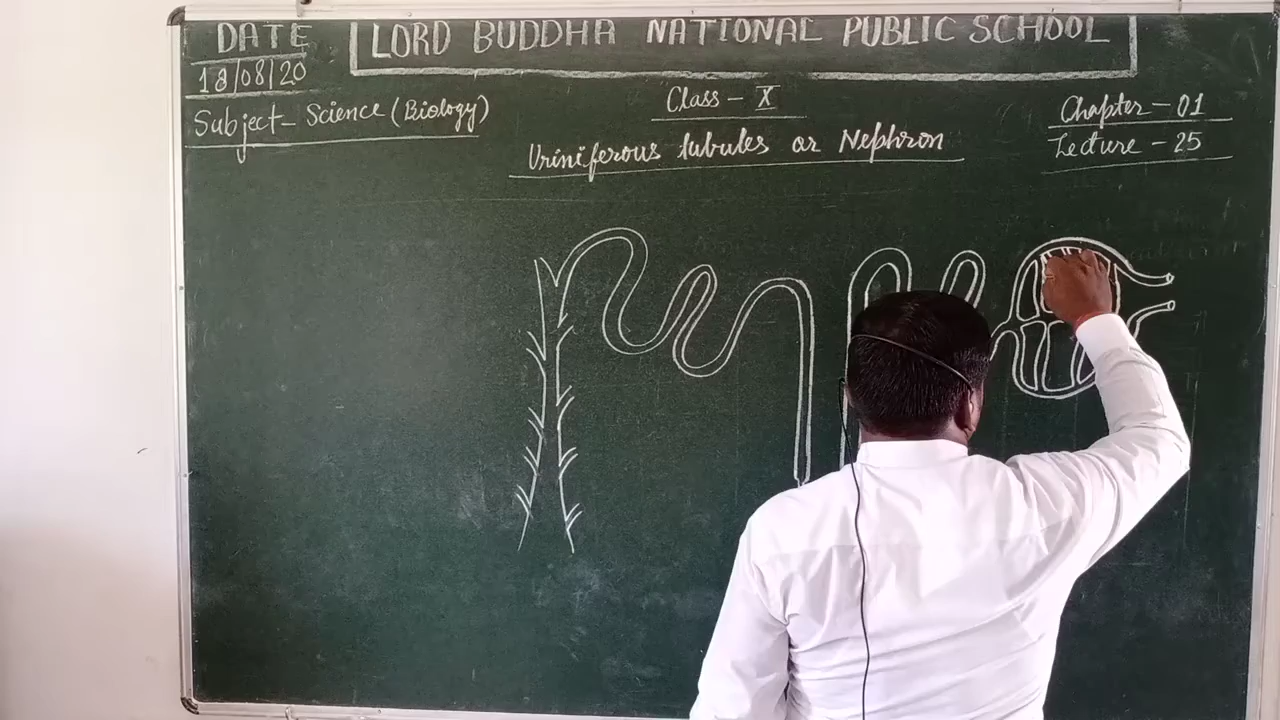 DATE
18/08/20
LORD BUDDHA NATIONAL PUBLIC SCHOOL
Subject - Science (Biology)
Class - X
Chapter - 01
Lecture - 25
Uriniferous tubules or Nephron